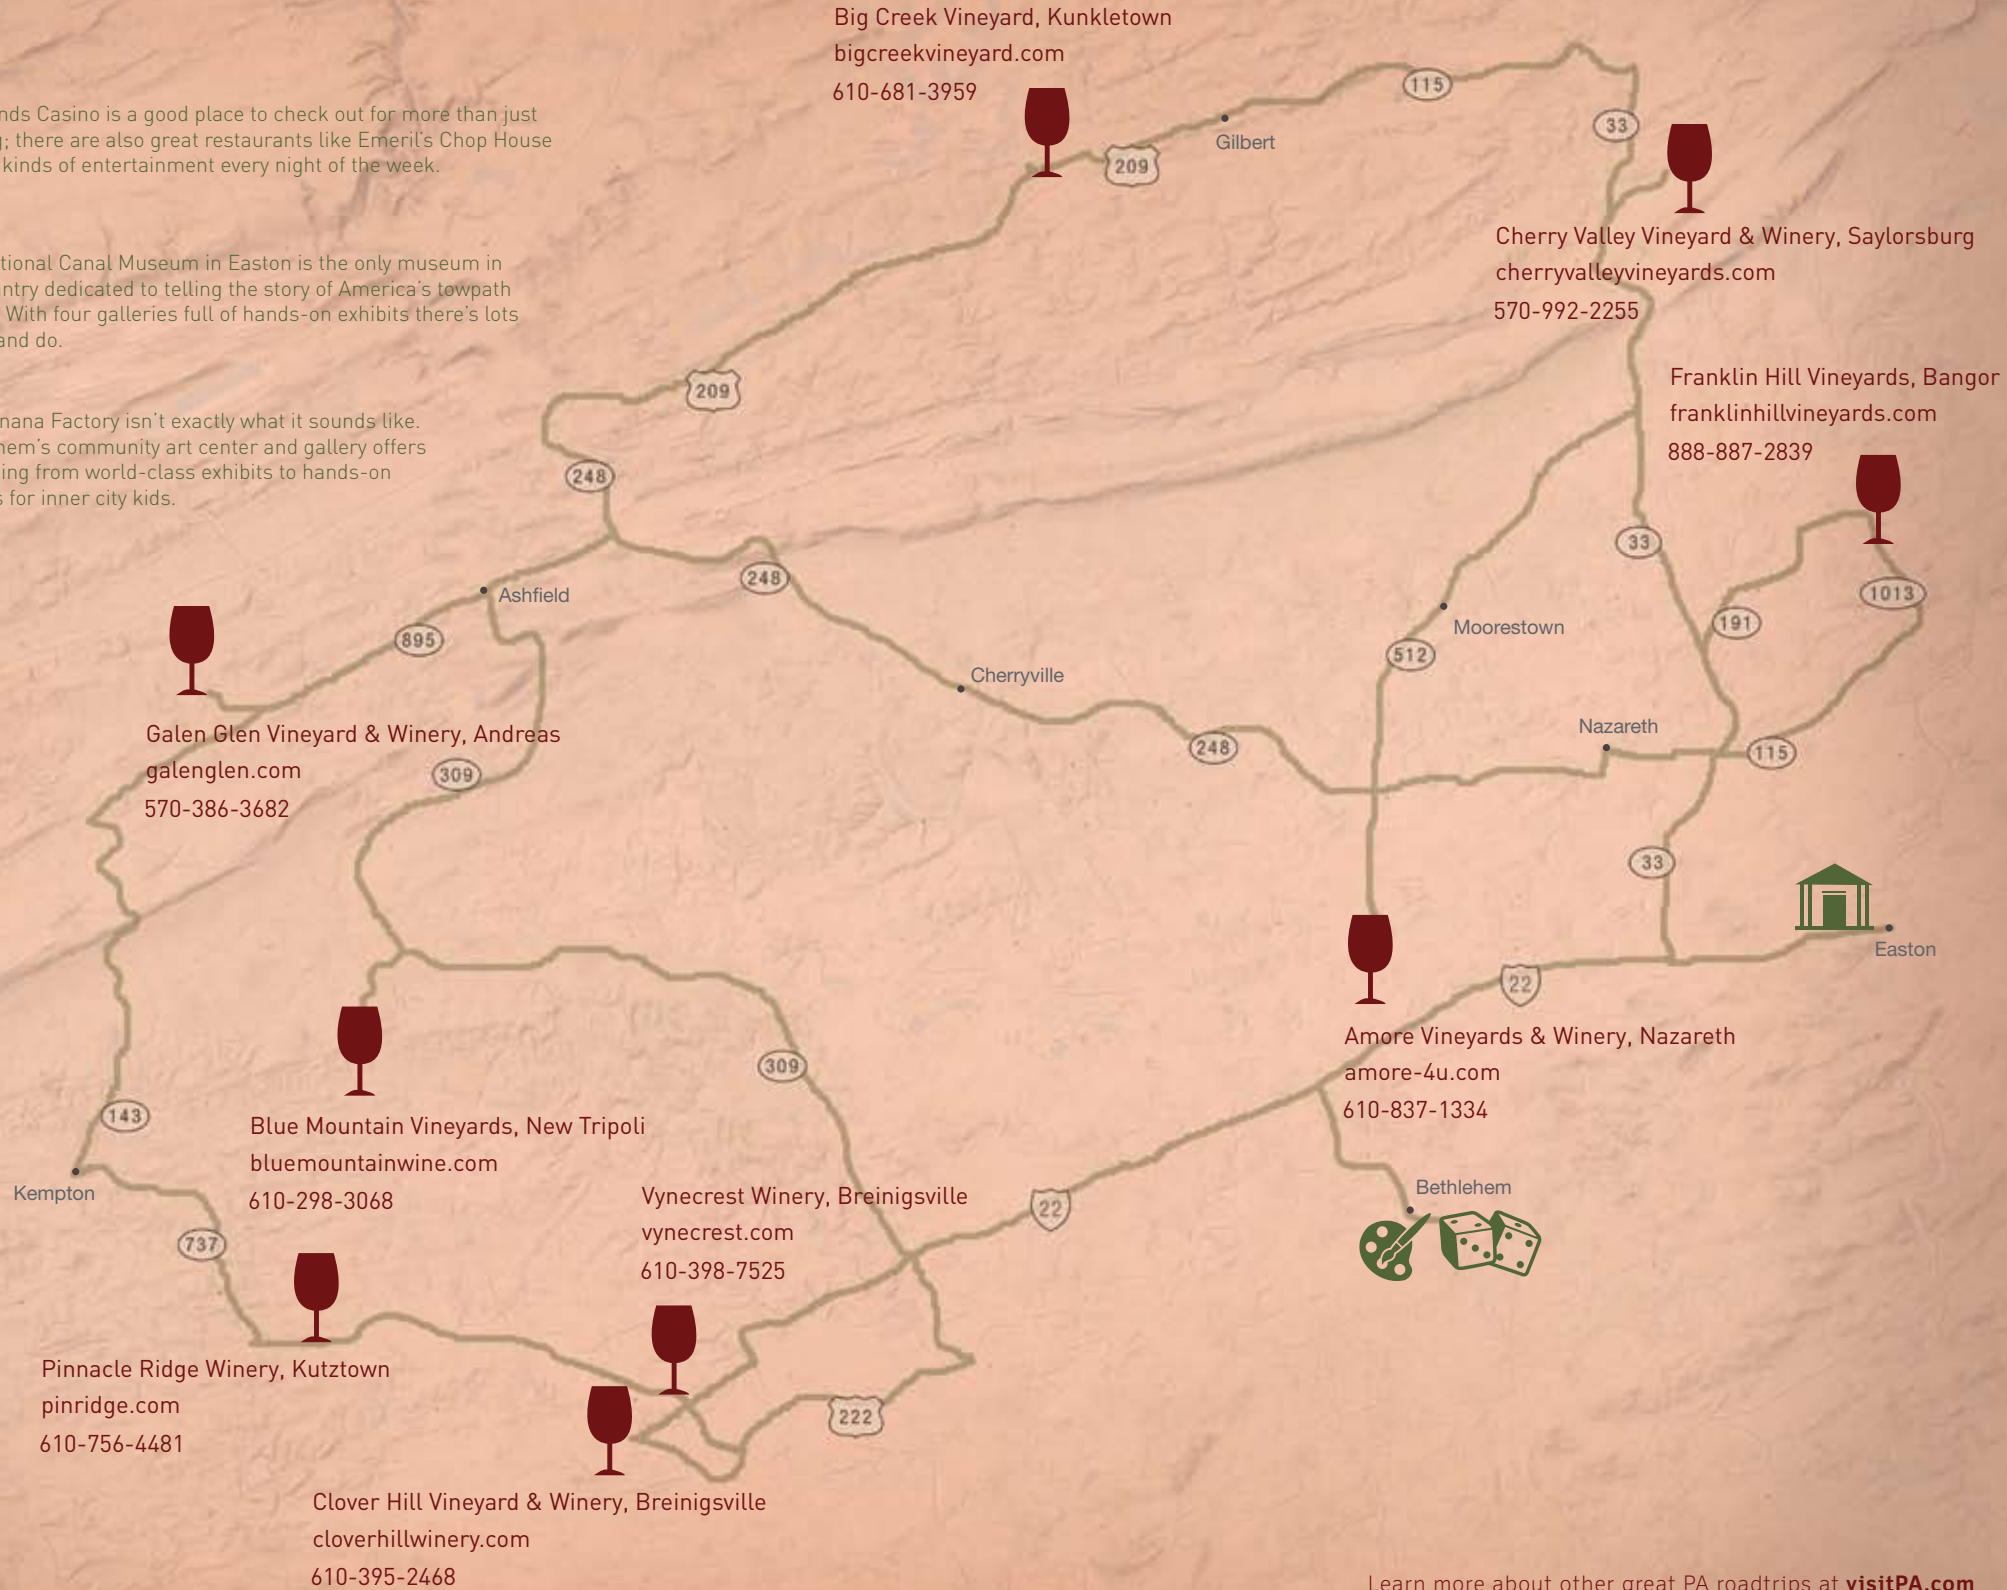 Big Creek Vineyard, Kunkletown
bigcreekvineyard.com
610-681-3959
Casino is a good place to check out for more than just
there are also great restaurants like Emeril's Chop House
kinds of entertainment every night of the week.
Canal Museum in Easton is the only museum in
dedicated to telling the story of America's towpath
With four galleries full of hands-on exhibits there's lots
and do.
Factory isn't exactly what it sounds like.
community art center and gallery offers
from world-class exhibits to hands-on
for inner city kids.
115
33
Gilbert
209
Cherry Valley Vineyard & Winery, Saylorsburg
cherryvalleyvineyards.com
570-992-2255
Franklin Hill Vineyards, Bangor
franklinhillvineyards.com
888-887-2839
209
248
33
248
Ashfield
1013
191
Moorestown
895
512
Cherryville
Nazareth
248
115
Galen Glen Vineyard & Winery, Andreas
galenglen.com
570-386-3682
309
33
Easton
22
Amore Vineyards & Winery, Nazareth
amore-4u.com
610-837-1334
309
143
Blue Mountain Vineyards, New Tripoli
bluemountainwine.com
610-298-3068
Kempton
Vynecrest Winery, Breinigsville
vynecrest.com
610-398-7525
22
Bethlehem
737
Pinnacle Ridge Winery, Kutztown
pinridge.com
610-756-4481
222
Clover Hill Vineyard & Winery, Breinigsville
cloverhillwinery.com
610-395-2468
Learn more about other great PA roadtrips at visitPA.com